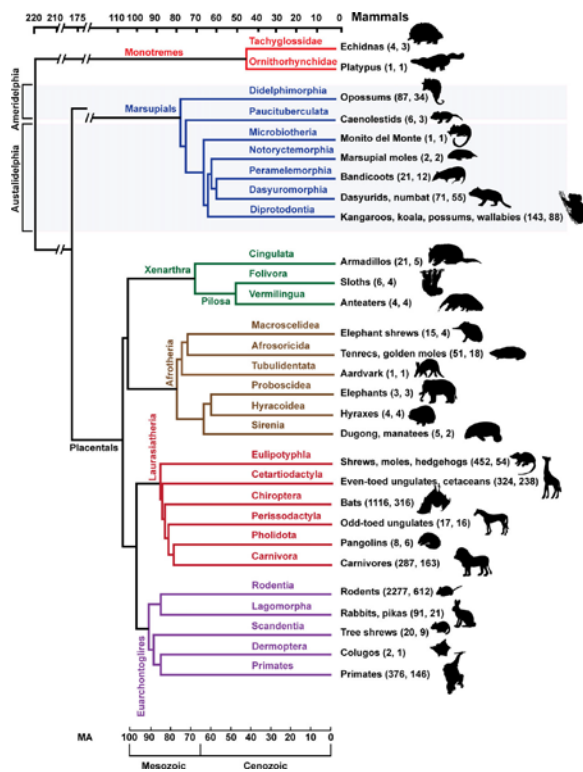 220 210 175 110 100 90 80 70 60 50 40 30 20 10 0 Mammals
Monotremes
Tachyglossidae
Echidnas (4, 3)
Ornithorhynchidae
Platypus (1, 1)
Ameridelphia
Marsupials
Didelphimorphia
Opossums (87, 34)
Paucituberculata
Caenolestids (6, 3)
Australidelphia
Microbiotheria
Monito del Monte (1, 1)
Notoryctemorphia
Marsupial moles (2, 2)
Peramelemorphia
Bandicoots (21, 12)
Dasyuromorphia
Dasyurids, numbat (71, 55)
Diprotodontia
Kangaroos, koala, possums, wallabies (143, 88)
Placentals
Xenarthra
Cingulata
Armadillos (21, 5)
Pilosa
Folivora
Sloths (6, 4)
Vermilingua
Anteaters (4, 4)
Afrotheria
Macroscelidea
Elephant shrews (15, 4)
Afrosoricida
Tenrecs, golden moles (51, 18)
Tubulidentata
Aardvark (1, 1)
Proboscidea
Elephants (3, 3)
Hyracoidea
Hyraxes (4, 4)
Sirenia
Dugong, manatees (5, 2)
Laurasiatheria
Eulipotyphla
Shrews, moles, hedgehogs (452, 54)
Cetartiodactyla
Even-toed ungulates, cetaceans (324, 238)
Chiroptera
Bats (1116, 316)
Perissodactyla
Odd-toed ungulates (17, 16)
Pholidota
Pangolins (8, 6)
Carnivora
Carnivores (287, 163)
Euarchontoglires
Rodentia
Rodents (2277, 612)
Lagomorpha
Rabbits, pikas (91, 21)
Scandentia
Tree shrews (20, 9)
Dermoptera
Colugos (2, 1)
Primates
Primates (376, 146)
MA 100 90 80 70 60 50 40 30 20 10 0
Mesozoic Cenozoic